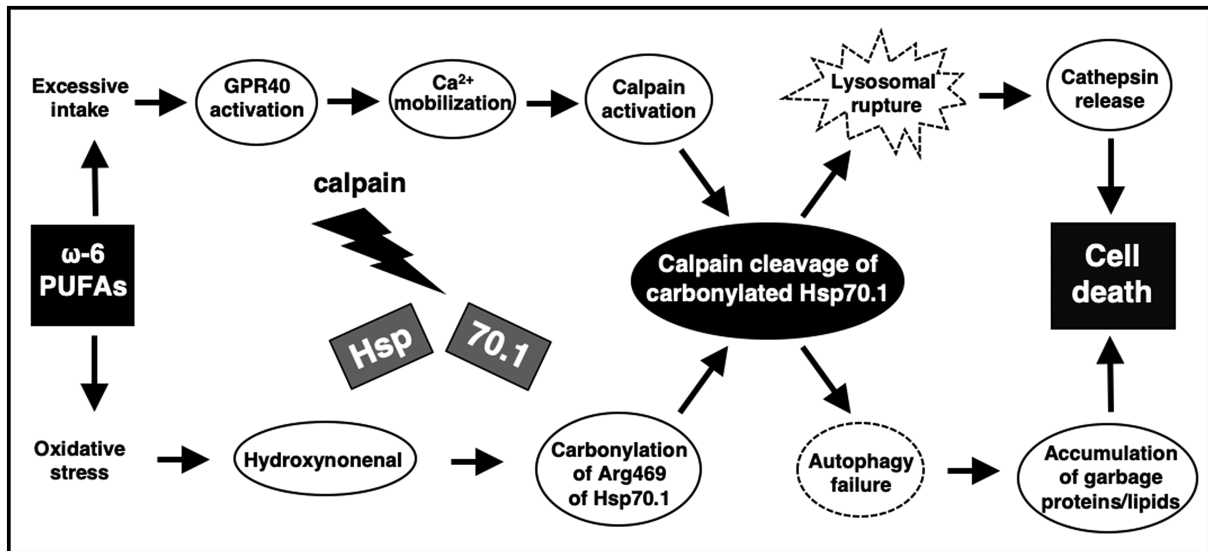 Excessive
intake
GPR40
activation
Ca²⁺
mobilization
Calpain
activation
Lysosomal
rupture
Cathepsin
release
calpain
ω-6
PUFAs
Hsp
70.1
Calpain cleavage of
carbonylated Hsp70.1
Cell
death
Oxidative
stress
Hydroxynonenal
Carbonylation
of Arg469
of Hsp70.1
Autophagy
failure
Accumulation
of garbage
proteins/lipids